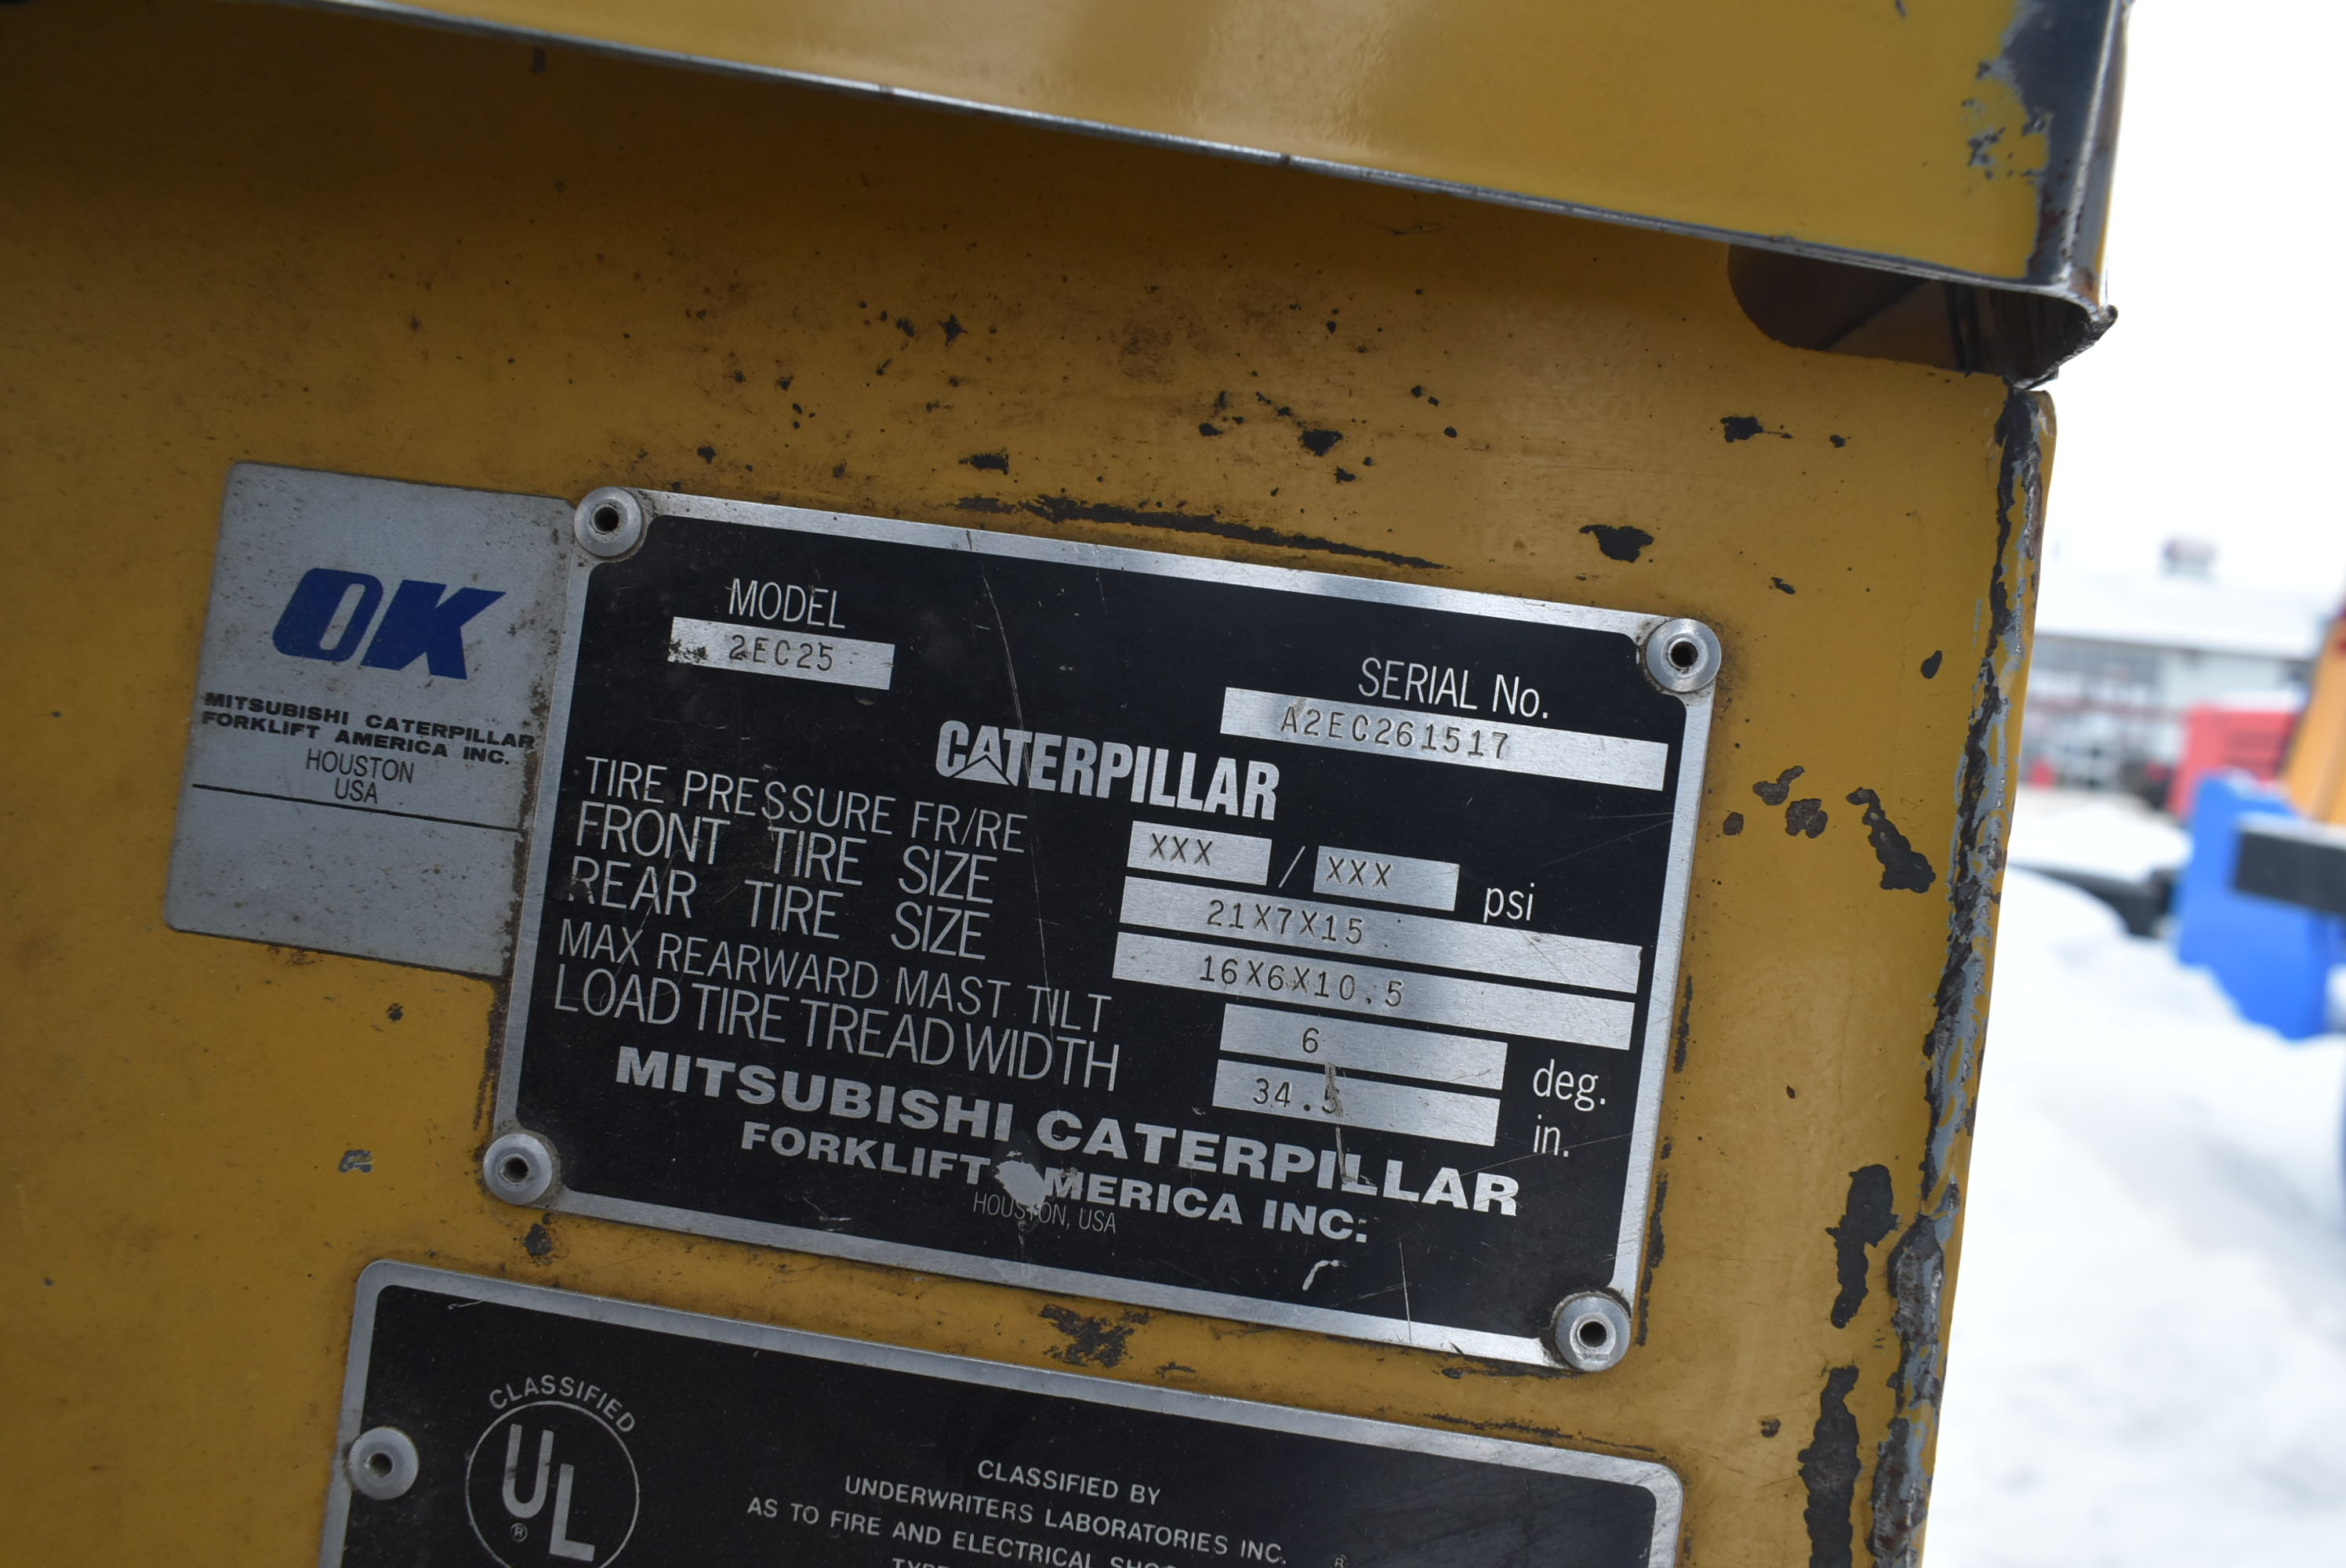 OK
MITSUBISHI CATERPILLAR
FORKLIFT AMERICA INC.
HOUSTON
USA
MODEL
2EC25
SERIAL No.
A2EC261517
CATERPILLAR
TIRE PRESSURE FR/RE XXX / XXX psi
FRONT TIRE SIZE 21X7X15
REAR TIRE SIZE 16X6X10.5
MAX REARWARD MAST TILT 6 deg.
LOAD TIRE TREAD WIDTH 34.5 in.
MITSUBISHI CATERPILLAR
FORKLIFT AMERICA INC.
HOUSTON, USA
CLASSIFIED
UL
®
CLASSIFIED BY
UNDERWRITERS LABORATORIES INC. ®
AS TO FIRE AND ELECTRICAL